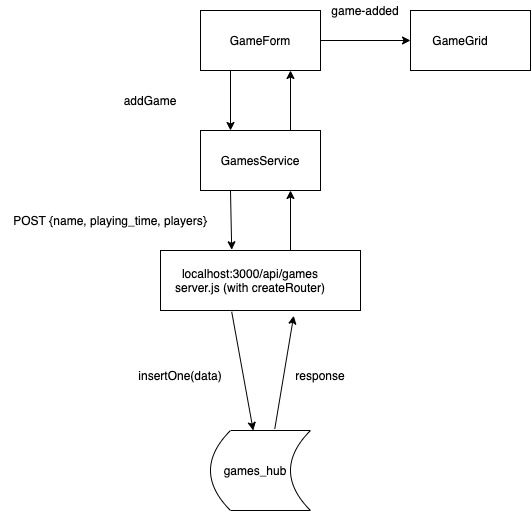 game-added
GameForm
GameGrid
addGame
GamesService
POST {name, playing_time, players}
localhost:3000/api/games
server.js (with createRouter)
insertOne(data)
response
games_hub